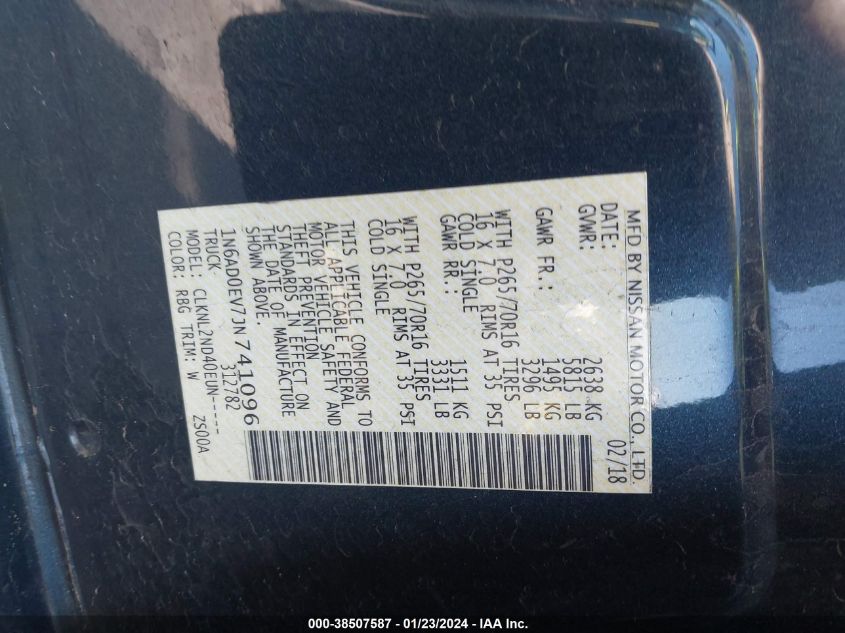 MFD BY NISSAN MOTOR CO., LTD.
DATE: 02/18
GVWR: 2638 KG
5815 LB
GAWR FR.: 1495 KG
3296 LB
WITH P265/70R16 TIRES
16 X 7.0 RIMS AT 35 PSI
COLD SINGLE
GAWR RR.: 1511 KG
3331 LB
WITH P265/70R16 TIRES
16 X 7.0 RIMS AT 35 PSI
COLD SINGLE
THIS VEHICLE CONFORMS TO
ALL APPLICABLE FEDERAL
MOTOR VEHICLE SAFETY AND
THEFT PREVENTION
STANDARDS IN EFFECT ON
THE DATE OF MANUFACTURE
SHOWN ABOVE.
1N6AD0EV7JN741096
TRUCK- 312782
MODEL: CLKNL2ND40EUN-----
COLOR: RBG TRIM: W ZS00A
000-38507587 - 01/23/2024 - IAA Inc.